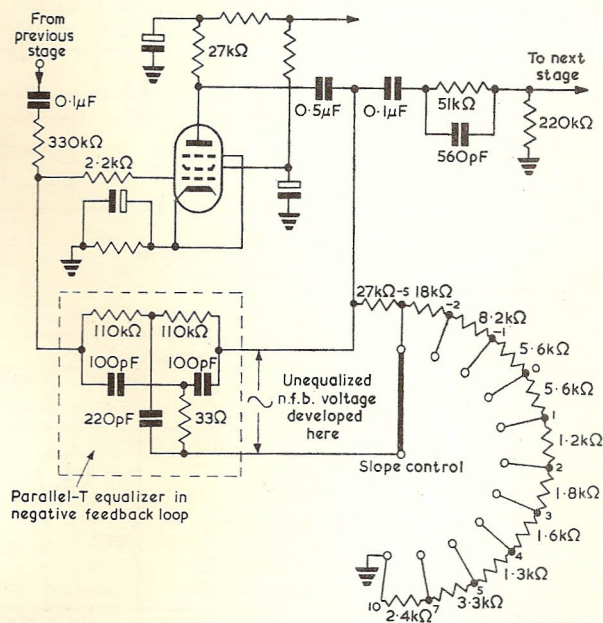 From
previous
stage
0·1μF
330kΩ
2·2kΩ
27kΩ
0·5μF
0·1μF
51kΩ
560pF
To next
stage
220kΩ
110kΩ
110kΩ
100pF
100pF
220pF
33Ω
Unequalized
n.f.b. voltage
developed
here
Parallel-T equalizer in
negative feedback loop
Slope control
27kΩ
-5
18kΩ
-2
8·2kΩ
-1
5·6kΩ
0
5·6kΩ
1
1·2kΩ
2
1·8kΩ
3
1·6kΩ
4
1·3kΩ
5
3·3kΩ
7
2·4kΩ
10